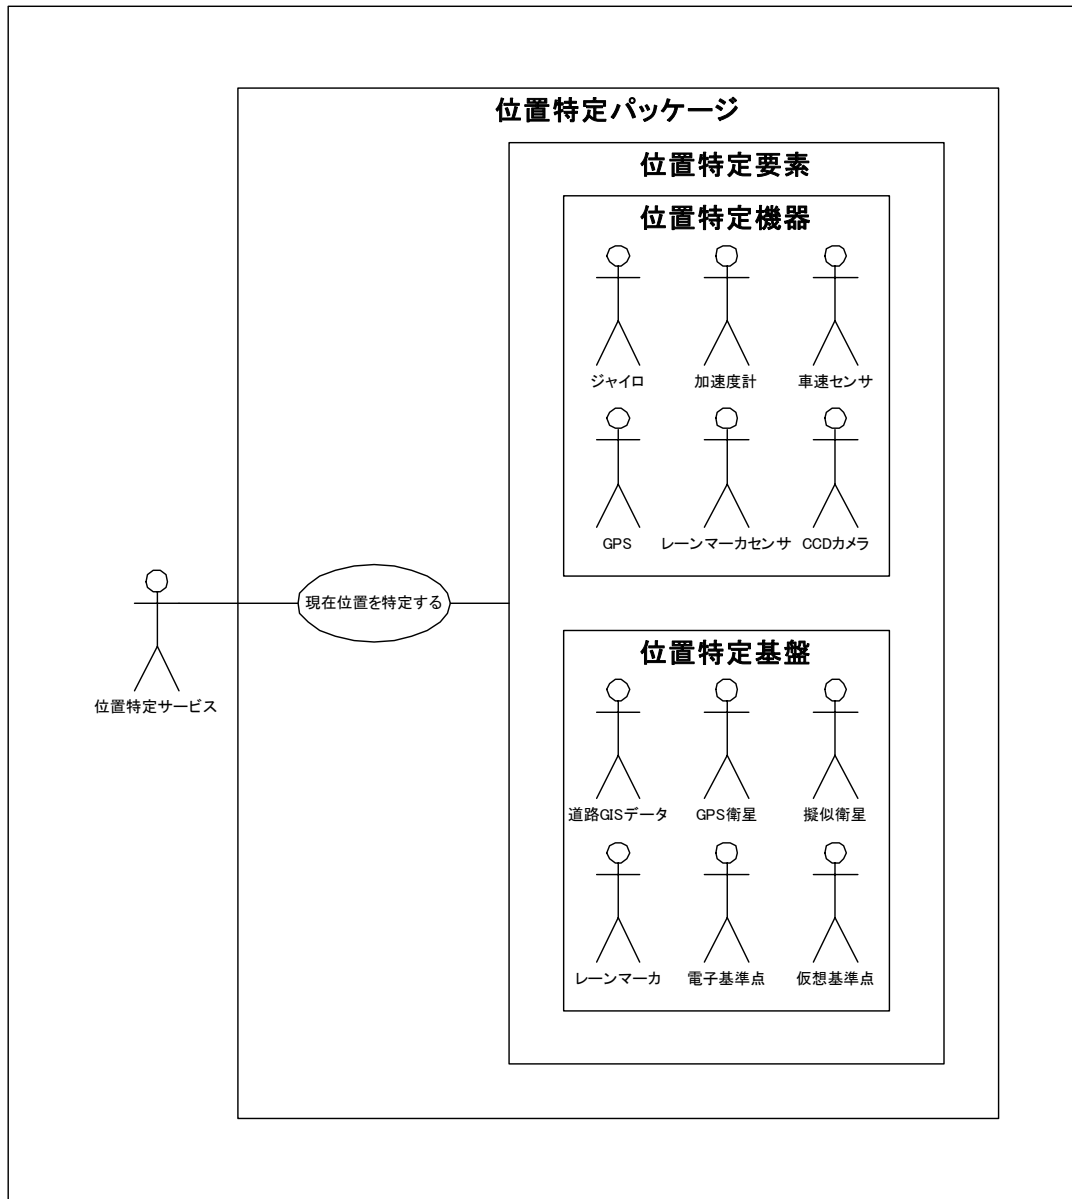 位置特定パッケージ
位置特定要素
位置特定機器
ジャイロ
加速度計
車速センサ
GPS
レーンマーカセンサ
CCDカメラ
現在位置を特定する
位置特定サービス
位置特定基盤
道路GISデータ
GPS衛星
擬似衛星
レーンマーカ
電子基準点
仮想基準点